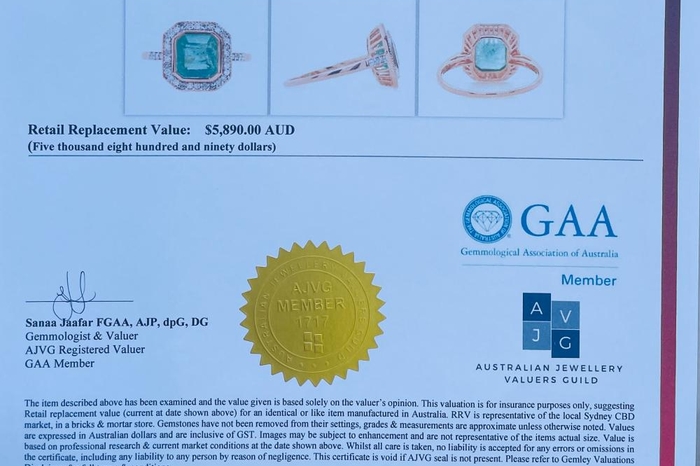 Retail Replacement Value: $5,890.00 AUD
(Five thousand eight hundred and ninety dollars)
GAA
Gemmological Association of Australia
Member
AJVG
MEMBER
1717
Sanaa Jaafar FGAA, AJP, dpG, DG
Gemmologist & Valuer
AJVG Registered Valuer
GAA Member
A V
J G
AUSTRALIAN JEWELLERY
VALUERS GUILD
The item described above has been examined and the value given is based solely on the valuer's opinion. This valuation is for insurance purposes only, suggesting
Retail replacement value (current at date shown above) for an identical or like item manufactured in Australia. RRV is representative of the local Sydney CBD
market, in a bricks & mortar store. Gemstones have not been removed from their settings, grades & measurements are approximate unless otherwise noted. Values
are expressed in Australian dollars and are inclusive of GST. Images may be subject to enhancement and are not representative of the items actual size. Value is
based on professional research & current market conditions at the date shown above. Whilst all care is taken, no liability is accepted for any errors or omissions in
the certificate, including any liability to any person by reason of negligence. This certificate is void if AJVG seal is not present. Please refer to Gemley Valuations